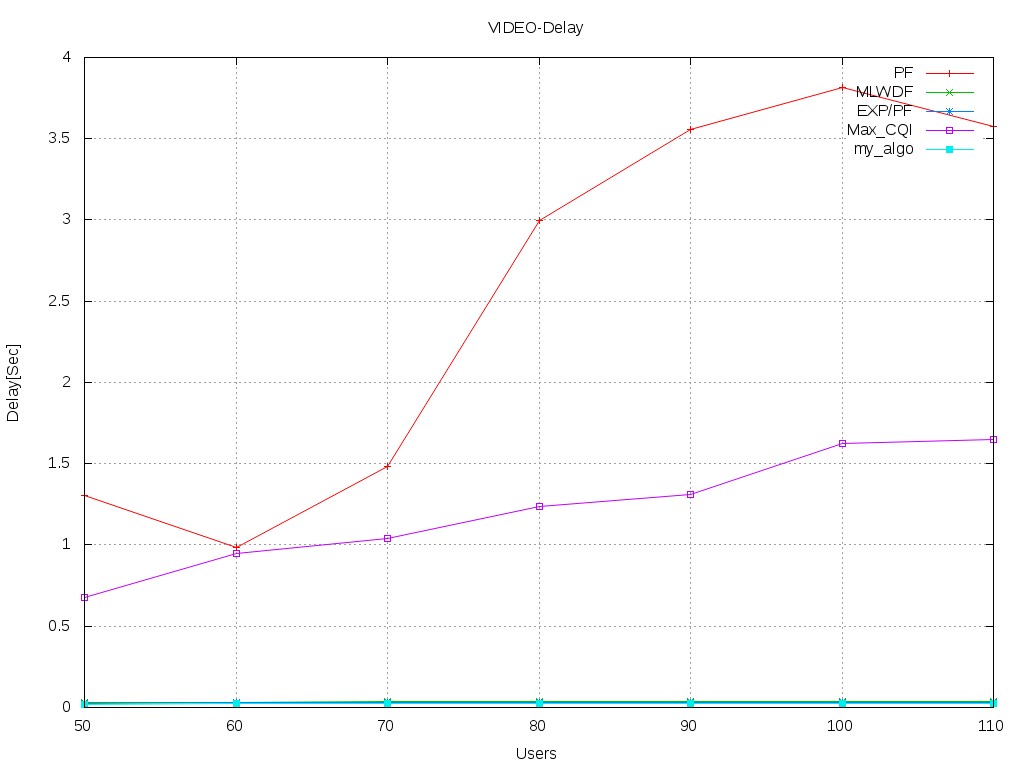 VIDEO-Delay
4
3.5
3
2.5
2
1.5
1
0.5
0
Delay[Sec]
PF
MLWDF
EXP/PF
Max_CQI
my_algo
50 60 70 80 90 100 110
Users